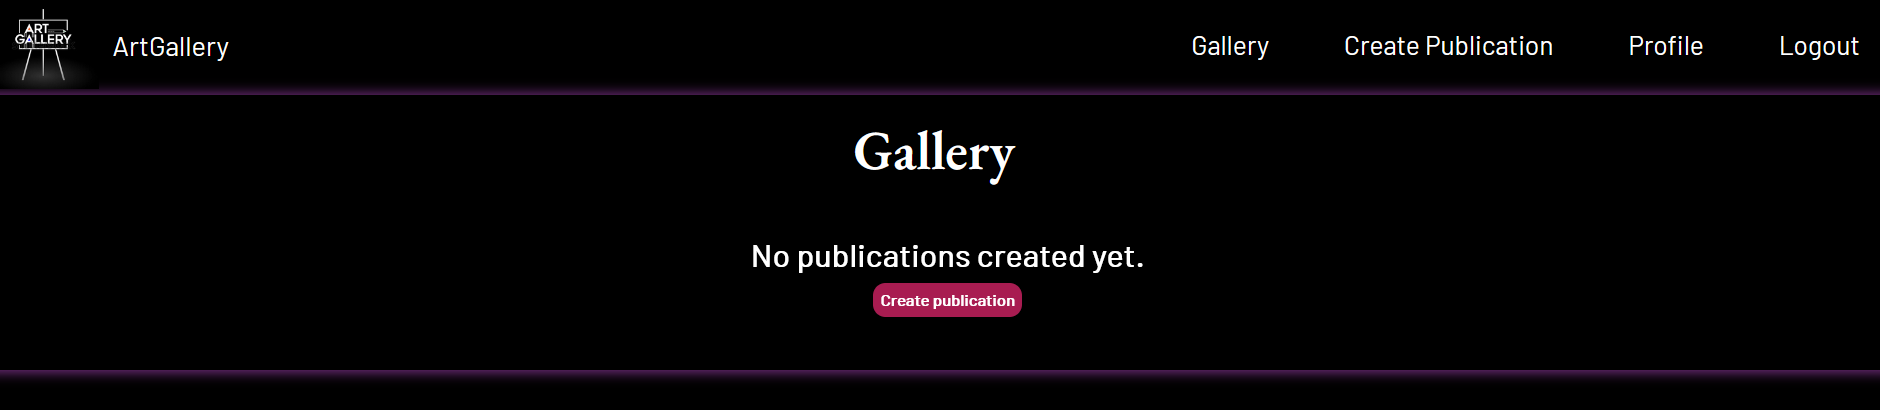 ART
GALLERY
ArtGallery
Gallery
Create Publication
Profile
Logout
Gallery
No publications created yet.
Create publication